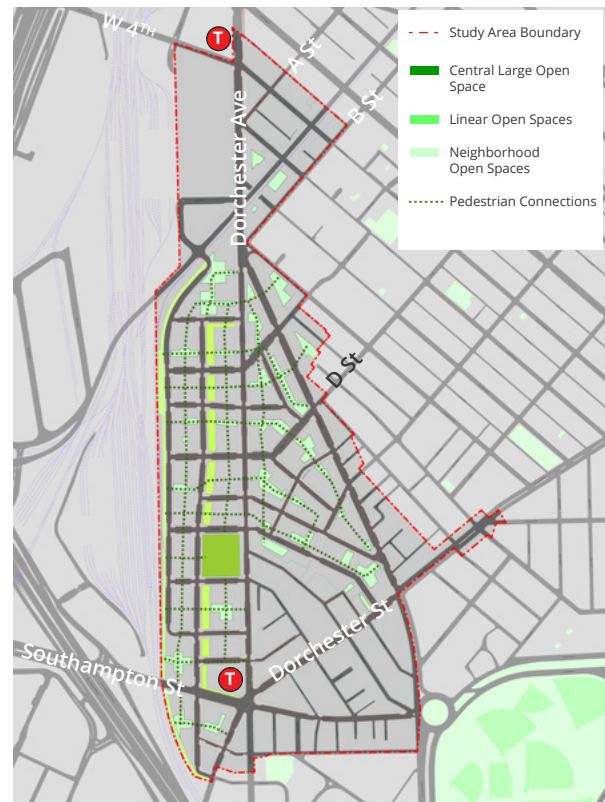 W 4TH
T
A St
B St
Dorchester Ave
Study Area Boundary
Central Large Open
Space
Linear Open Spaces
Neighborhood
Open Spaces
Pedestrian Connections
D St
Dorchester St
Southampton St
T